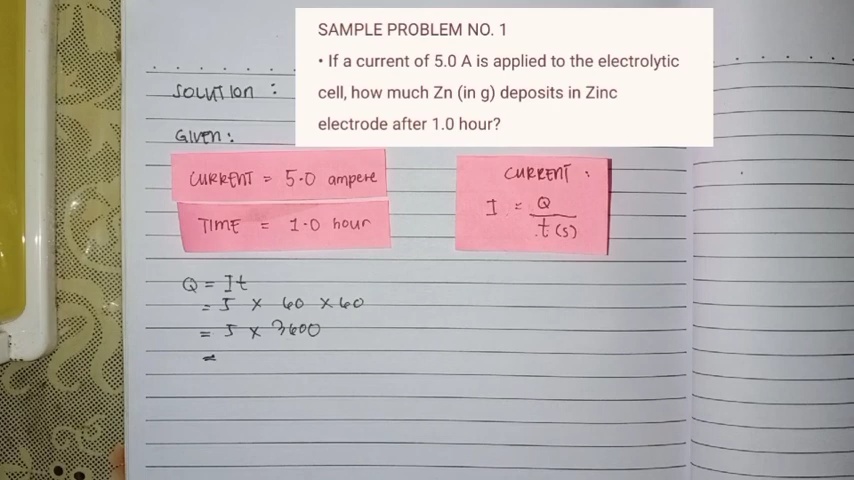 SAMPLE PROBLEM NO. 1
• If a current of 5.0 A is applied to the electrolytic
cell, how much Zn (in g) deposits in Zinc
electrode after 1.0 hour?
SOLUTION :
GIVEN:
CURRENT = 5.0 ampere
TIME = 1.0 hour
CURRENT :
I = Q
t(s)
Q = It
= 5 × 60 × 60
= 5 × 3600
=